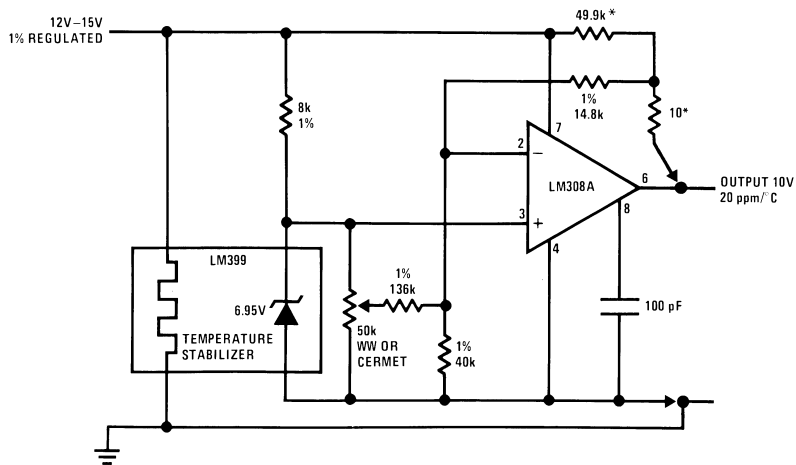 12V–15V
1% REGULATED
49.9k*
1%
14.8k
10*
8k
1%
7
2
−
LM308A
6
OUTPUT 10V
20 ppm/°C
3
+
8
4
LM399
6.95V
TEMPERATURE
STABILIZER
1%
136k
50k
WW OR
CERMET
1%
40k
100 pF